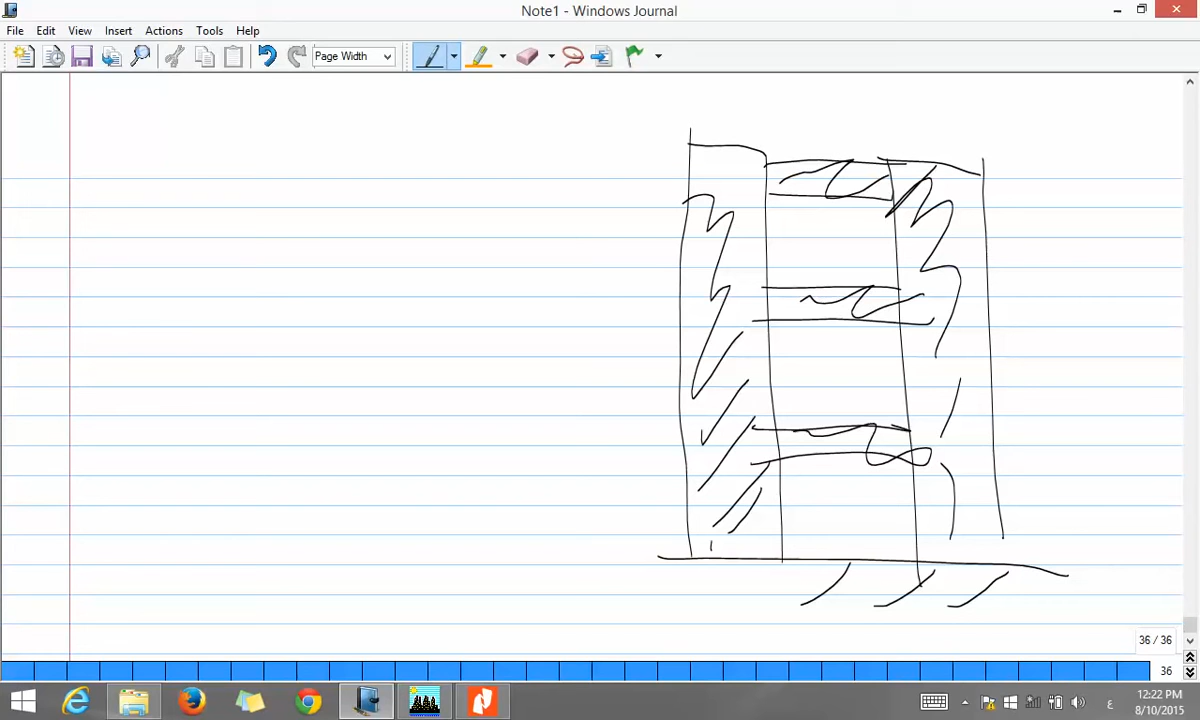 Note1 - Windows Journal
File Edit View Insert Actions Tools Help
Page Width
36 / 36
36
12:22 PM
ع
8/10/2015